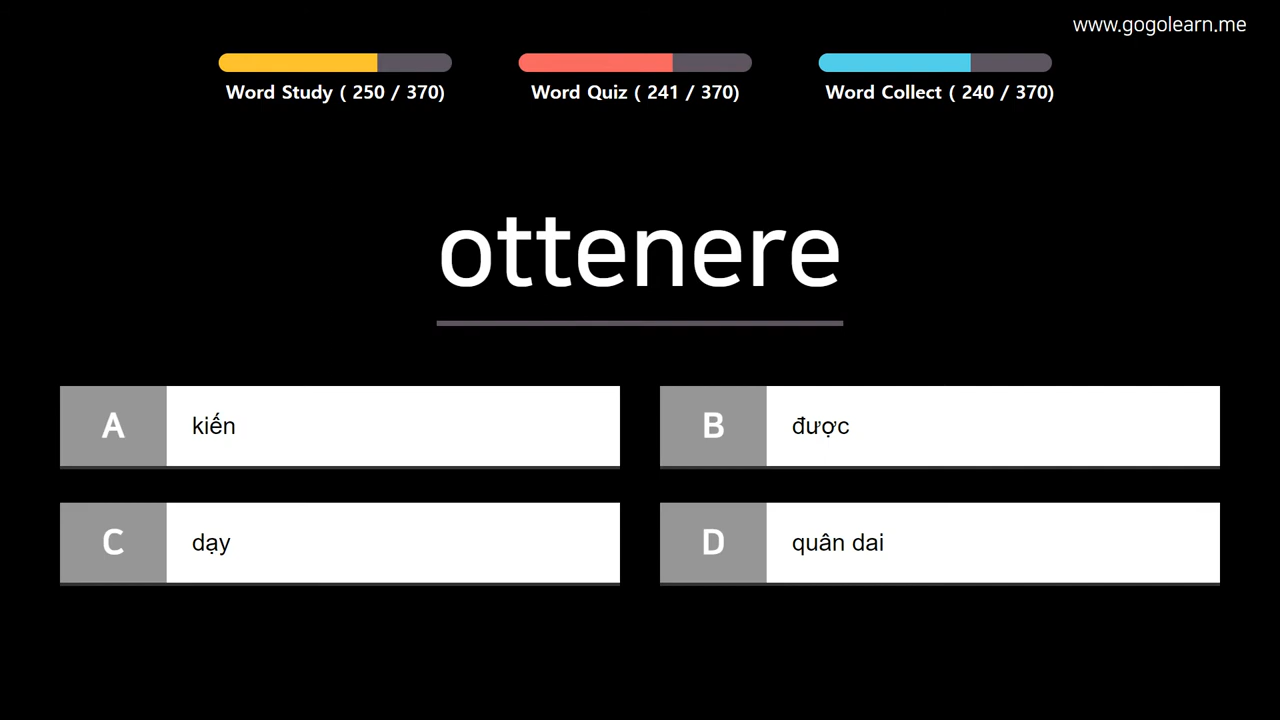 www.gogolearn.me
Word Study ( 250 / 370)
Word Quiz ( 241 / 370)
Word Collect ( 240 / 370)
ottenere
A kiến
B được
C dạy
D quân dai